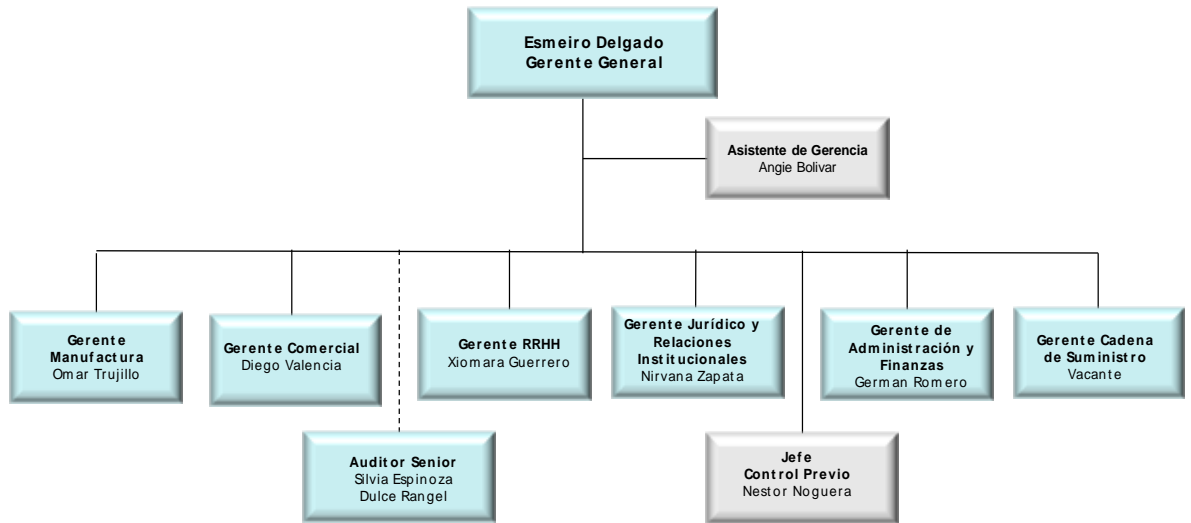 Esmeiro Delgado
Gerente General
Asistente de Gerencia
Angie Bolivar
Gerente
Manufactura
Omar Trujillo
Gerente Comercial
Diego Valencia
Gerente RRHH
Xiomara Guerrero
Gerente Jurídico y
Relaciones
Institucionales
Nirvana Zapata
Gerente de
Administración y
Finanzas
German Romero
Gerente Cadena
de Suministro
Vacante
Auditor Senior
Silvia Espinoza
Dulce Rangel
Jefe
Control Previo
Nestor Noguera